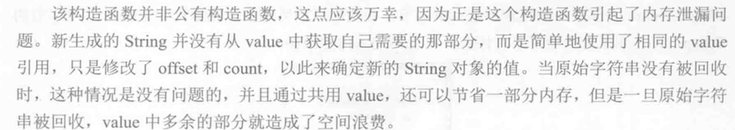 该构造函数并非公有构造函数，这点应该万幸，因为正是这个构造函数引起了内存泄漏问
题。新生成的 String 并没有从 value 中获取自己需要的那部分，而是简单地使用了相同的 value
引用，只是修改了 offset 和 count，以此来确定新的 String 对象的值。当原始字符串没有被回收
时，这种情况是没有问题的，并且通过共用 value，还可以节省一部分内存，但是一旦原始字符
串被回收，value 中多余的部分就造成了空间浪费。